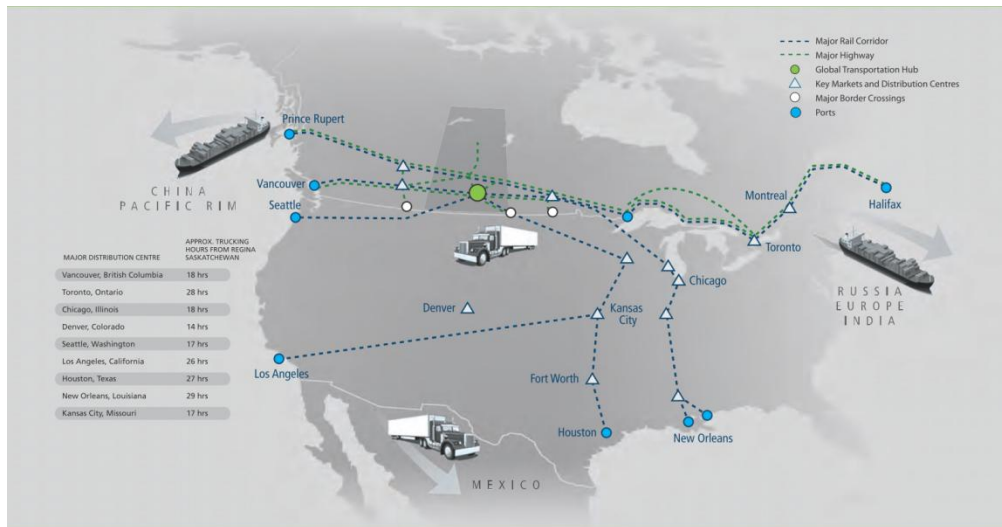 Major Rail Corridor
Major Highway
Global Transportation Hub
Key Markets and Distribution Centres
Major Border Crossings
Ports
Prince Rupert
CHINA
PACIFIC RIM
Vancouver
Seattle
Montreal
Halifax
Toronto
RUSSIA
EUROPE
INDIA
Chicago
Denver
Kansas
City
Los Angeles
Fort Worth
Houston
New Orleans
MEXICO
MAJOR DISTRIBUTION CENTRE
APPROX. TRUCKING
HOURS FROM REGINA
SASKATCHEWAN
Vancouver, British Columbia 18 hrs
Toronto, Ontario 28 hrs
Chicago, Illinois 18 hrs
Denver, Colorado 14 hrs
Seattle, Washington 17 hrs
Los Angeles, California 26 hrs
Houston, Texas 27 hrs
New Orleans, Louisiana 29 hrs
Kansas City, Missouri 17 hrs